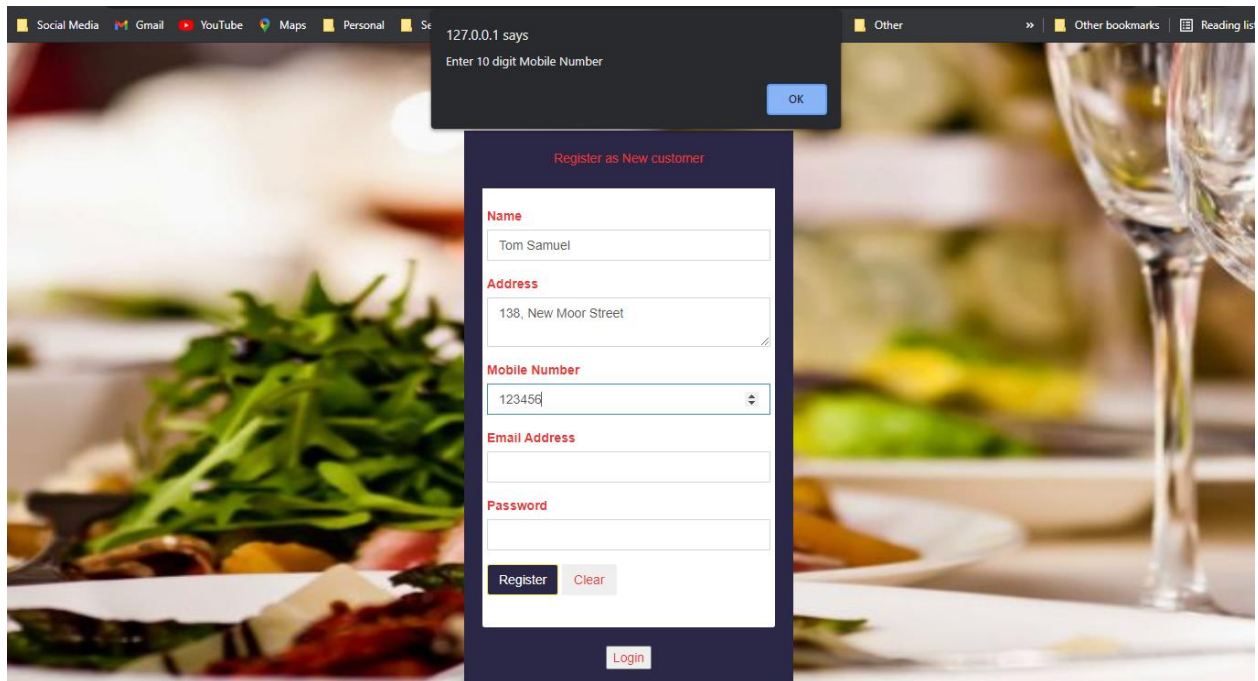 Social Media Gmail YouTube Maps Personal Other » Other bookmarks Reading list
127.0.0.1 says
Enter 10 digit Mobile Number
OK
Register as New customer
Name
Tom Samuel
Address
138, New Moor Street
Mobile Number
123456
Email Address
Password
Register Clear
Login